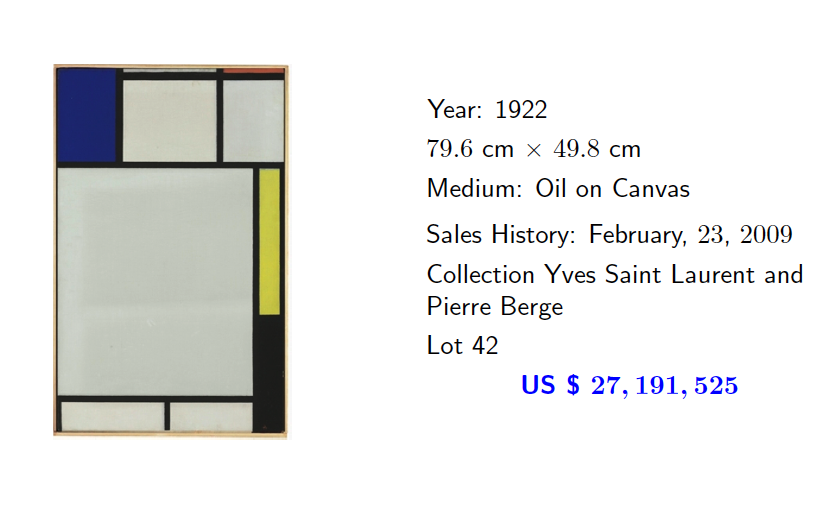 Year: 1922
79.6 cm × 49.8 cm
Medium: Oil on Canvas
Sales History: February, 23, 2009
Collection Yves Saint Laurent and
Pierre Berge
Lot 42
US $ 27, 191, 525